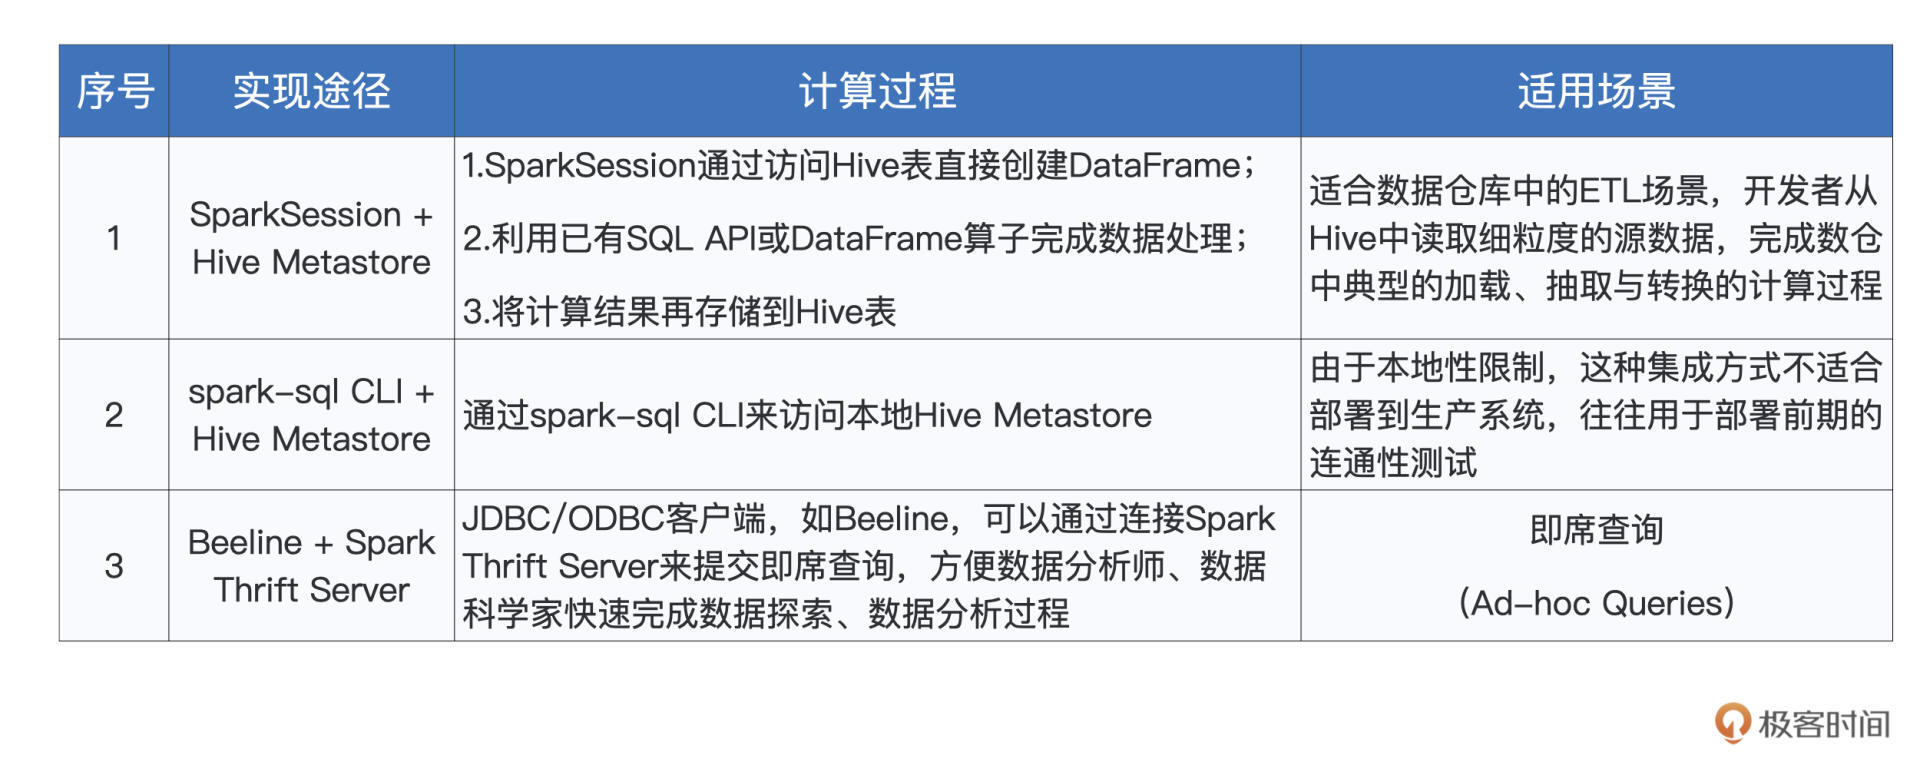 序号 实现途径 计算过程 适用场景
1
SparkSession +
Hive Metastore
1.SparkSession通过访问Hive表直接创建DataFrame；
2.利用已有SQL API或DataFrame算子完成数据处理；
3.将计算结果再存储到Hive表
适合数据仓库中的ETL场景，开发者从
Hive中读取细粒度的源数据，完成数仓
中典型的加载、抽取与转换的计算过程
2
spark-sql CLI +
Hive Metastore
通过spark-sql CLI来访问本地Hive Metastore
由于本地性限制，这种集成方式不适合
部署到生产系统，往往用于部署前期的
连通性测试
3
Beeline + Spark
Thrift Server
JDBC/ODBC客户端，如Beeline，可以通过连接Spark
Thrift Server来提交即席查询，方便数据分析师、数据
科学家快速完成数据探索、数据分析过程
即席查询
（Ad-hoc Queries）
极客时间